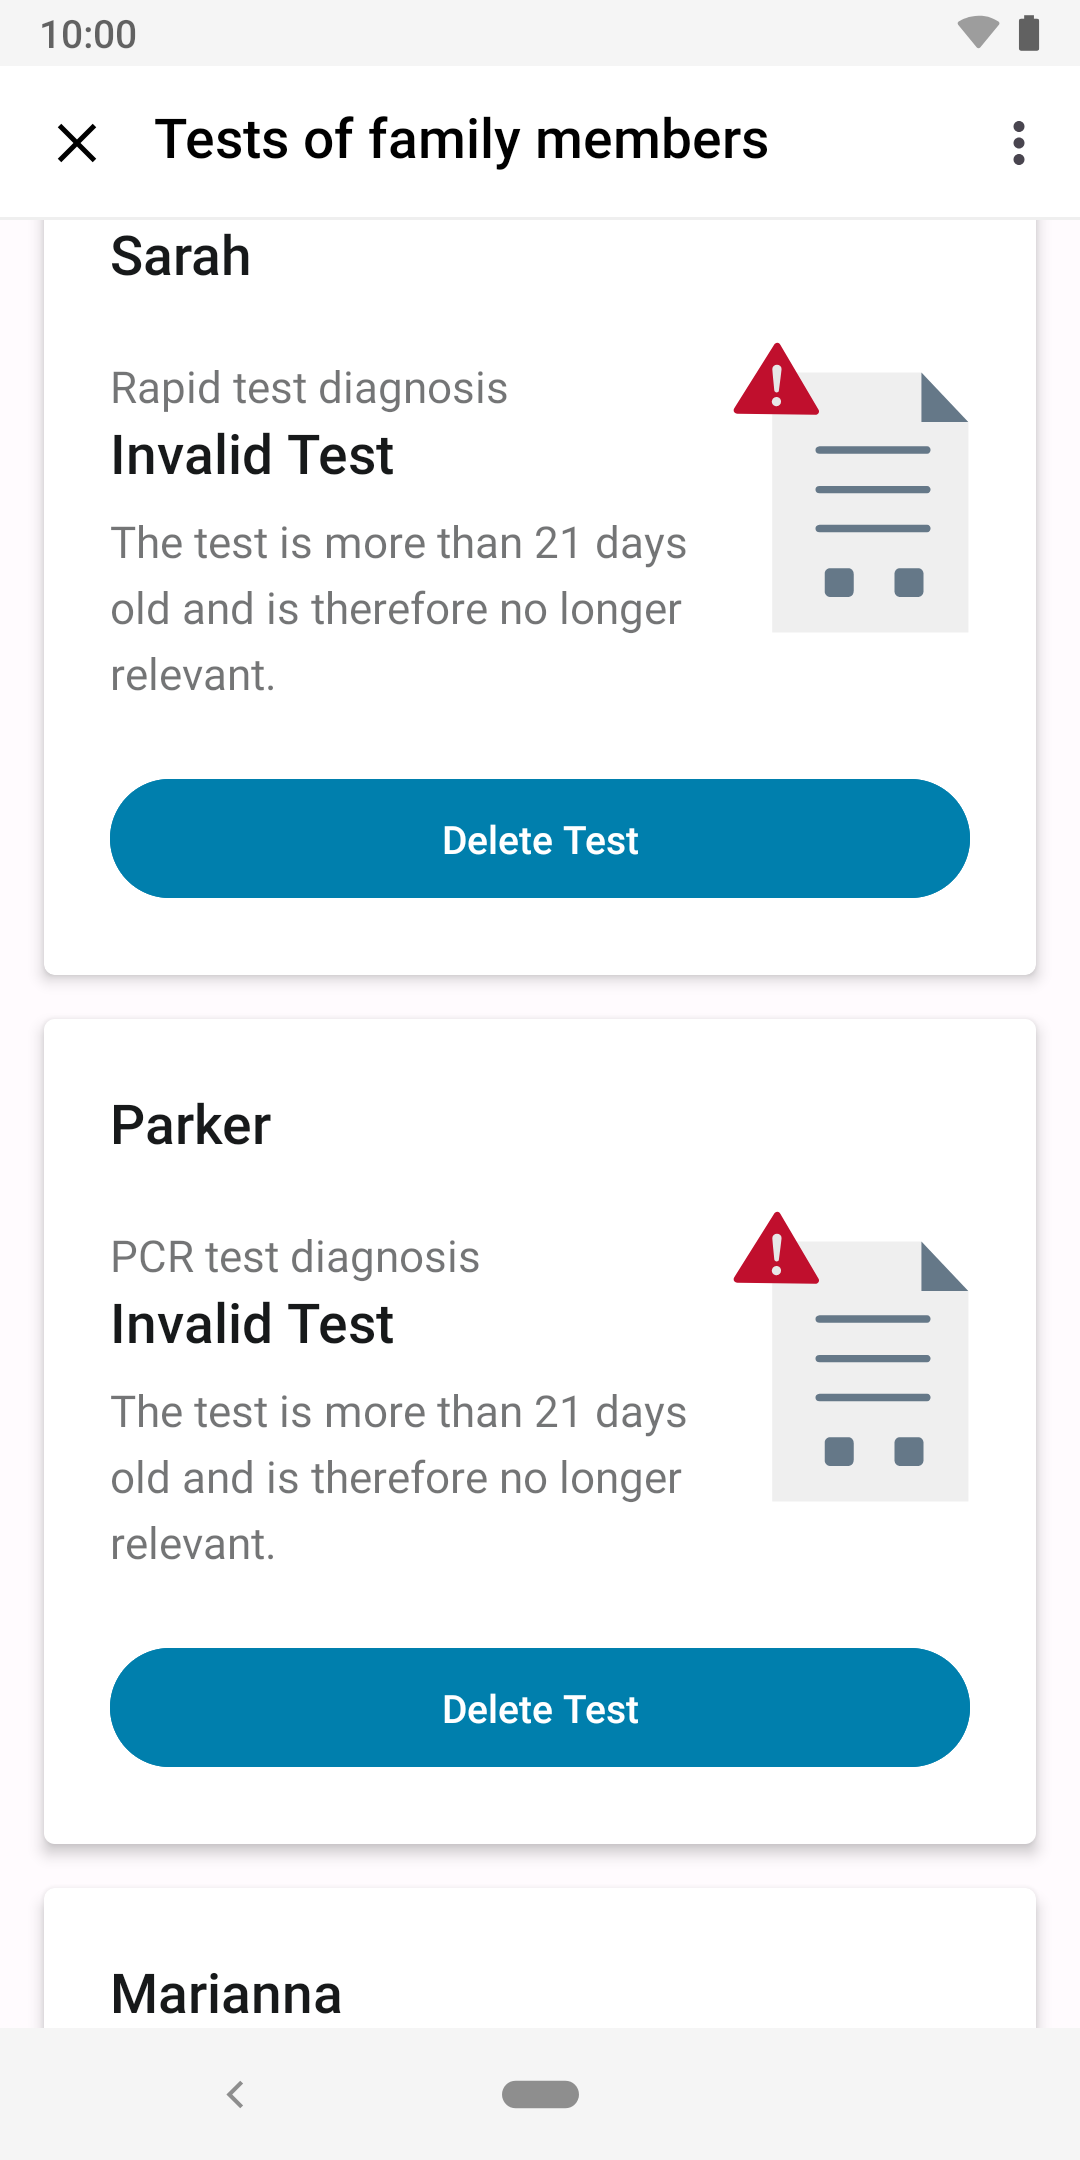 10:00
Tests of family members
Sarah
Rapid test diagnosis
Invalid Test
The test is more than 21 days
old and is therefore no longer
relevant.
Delete Test
Parker
PCR test diagnosis
Invalid Test
The test is more than 21 days
old and is therefore no longer
relevant.
Delete Test
Marianna